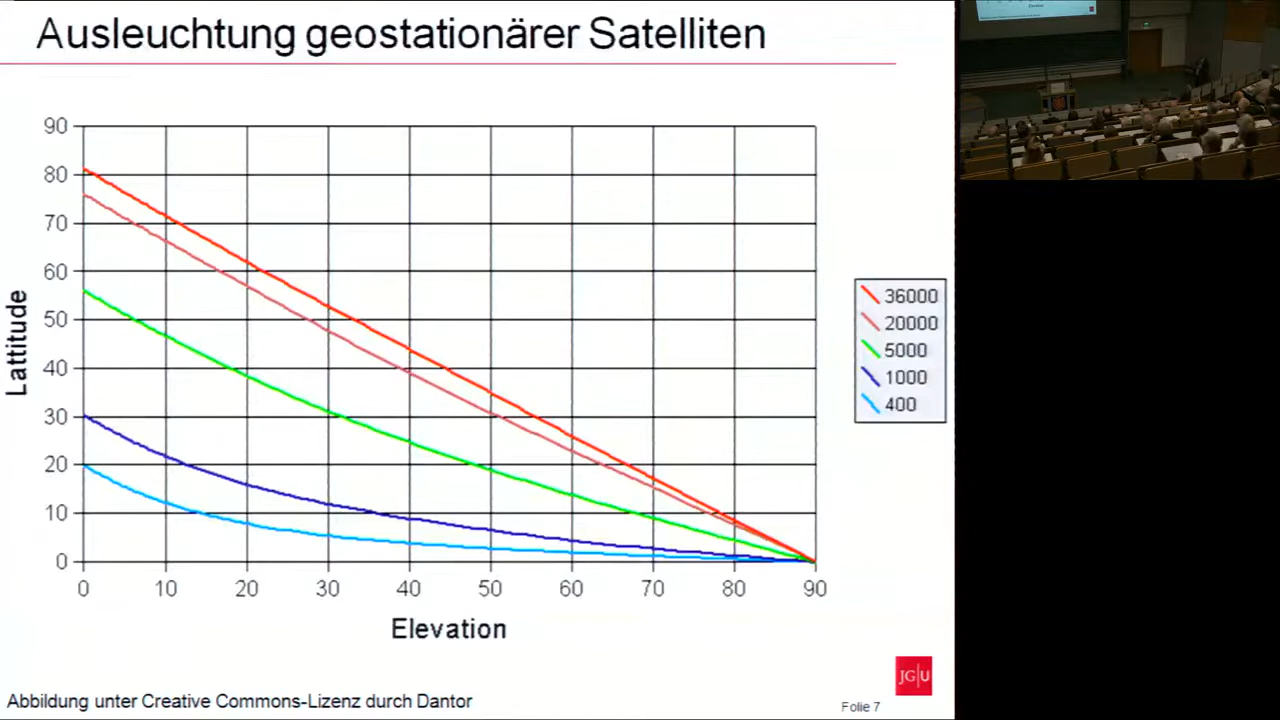 Ausleuchtung geostationärer Satelliten
90
80
70
60
50
40
30
20
10
0
Lattitude
0 10 20 30 40 50 60 70 80 90
Elevation
36000
20000
5000
1000
400
JG|U
Abbildung unter Creative Commons-Lizenz durch Dantor
Folie 7